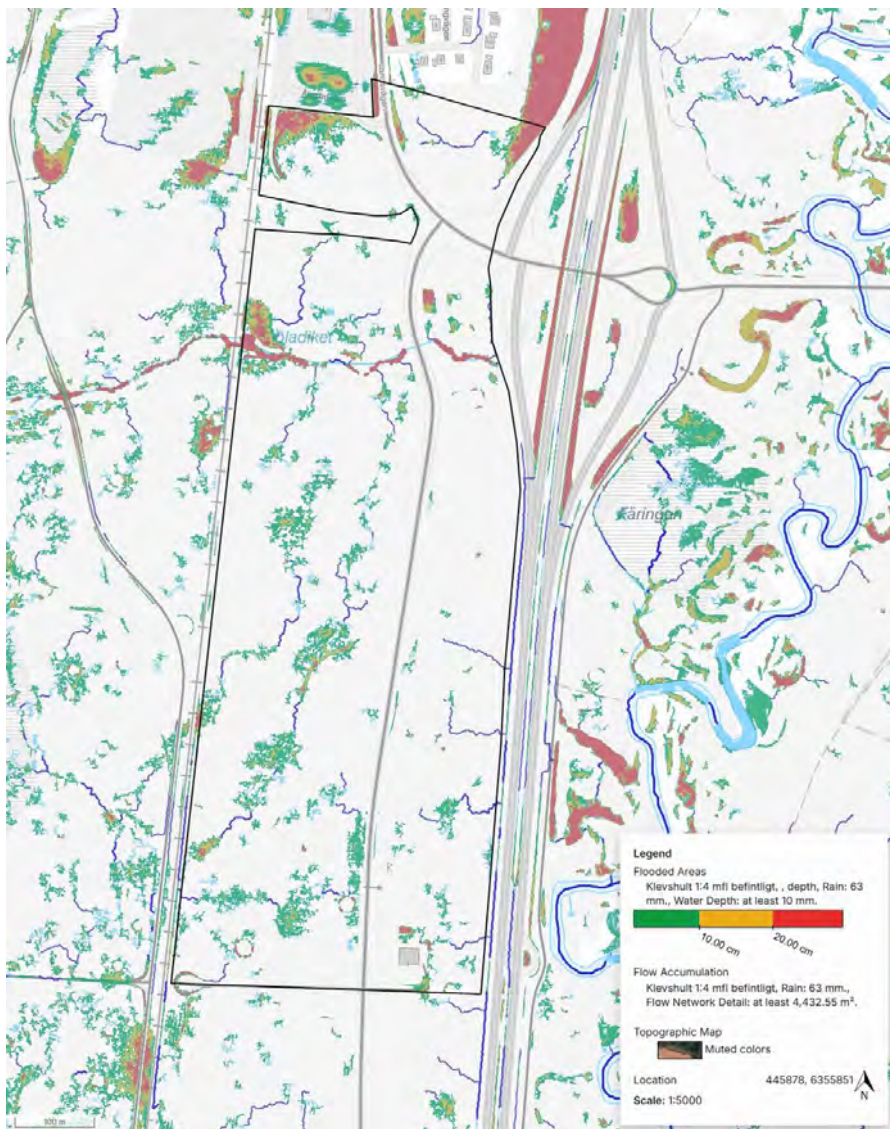 Färingen
Legend
Flooded Areas
Klevshult 1:4 mfl befintligt, , depth, Rain: 63
mm., Water Depth: at least 10 mm.
10.00 cm
20.00 cm
Flow Accumulation
Klevshult 1:4 mfl befintligt, Rain: 63 mm.,
Flow Network Detail: at least 4,432.55 m².
Topographic Map
Muted colors
Location
445878, 6355851
N
Scale: 1:5000
100 m